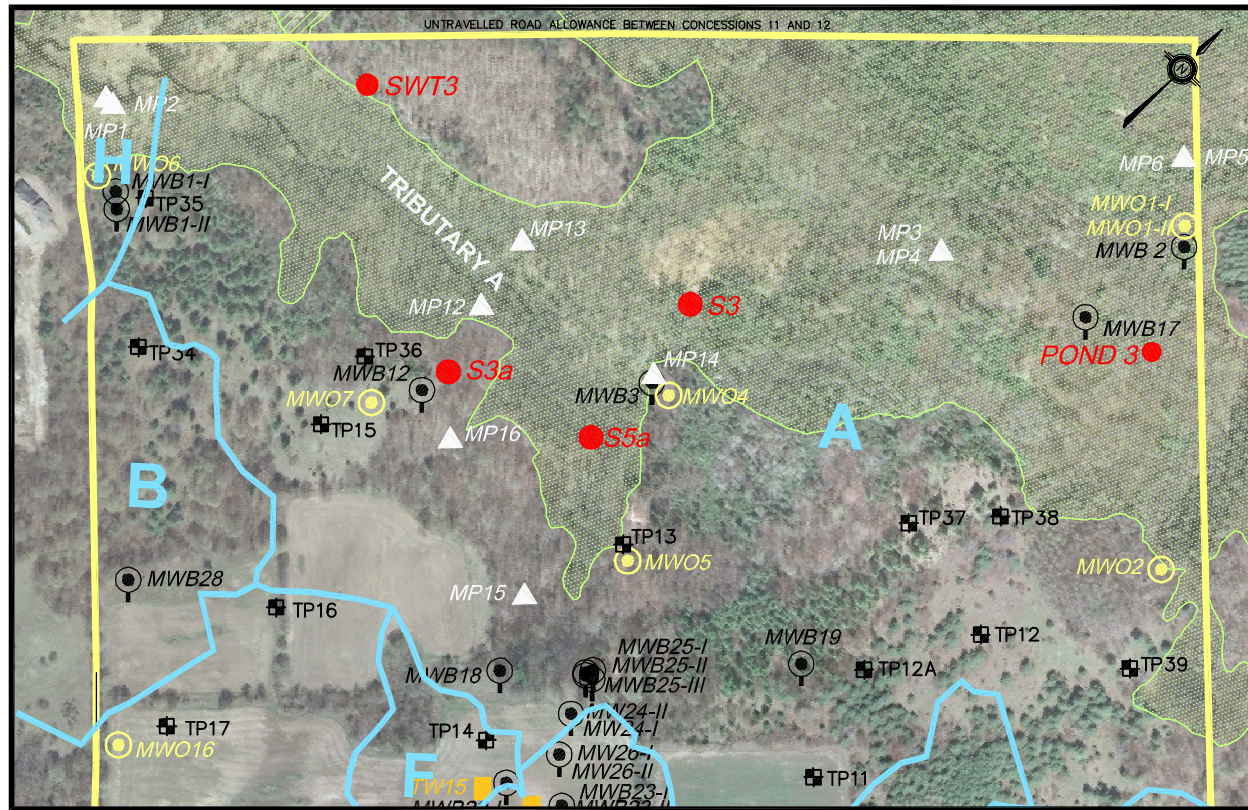 UNTRAVELLED ROAD ALLOWANCE BETWEEN CONCESSIONS 11 AND 12
N
SWT3
MP2
MP1
H
MWO6
MWB1-I
TP35
MWB1-II
MP6
MP5
MWO1-I
MWO1-II
MWB 2
TRIBUTARY A
MP13
MP3
MP4
MP12
S3
MWB17
POND 3
TP34
TP36
MWB12
S3a
MP14
MWB3
MWO4
MWO7
TP15
MP16
S5a
A
B
TP37
TP38
TP13
MWO5
MWO2
MWB28
MP15
TP16
TP12
MWB25-I
MWB25-II
MWB25-III
MWB19
MWB18
TP12A
TP39
MW24-II
MW24-I
TP17
MWO16
TP14
MW26-I
MW26-II
F
TW15
TP11
MWB23-I